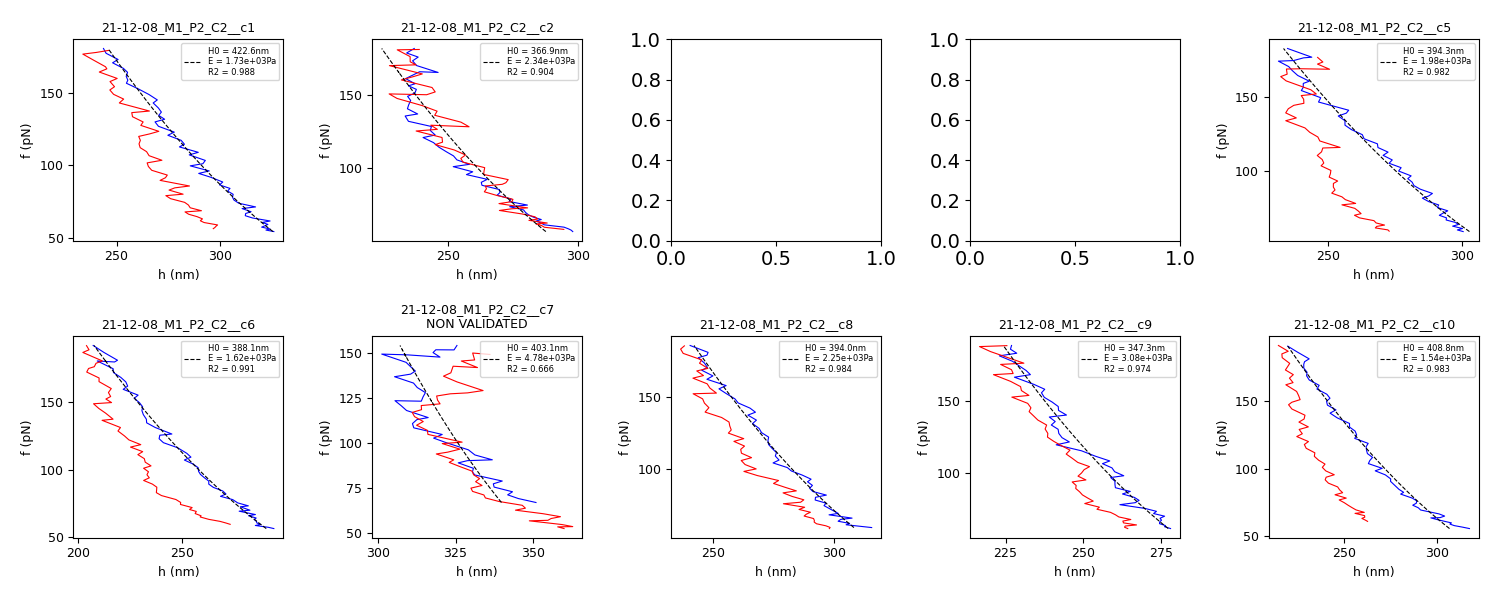 21-12-08_M1_P2_C2__c1
H0 = 422.6nm
E = 1.73e+03Pa
R2 = 0.988
f (pN)
150
100
50
250
300
h (nm)
21-12-08_M1_P2_C2__c2
H0 = 366.9nm
E = 2.34e+03Pa
R2 = 0.904
f (pN)
150
100
250
300
h (nm)
1.0
0.8
0.6
0.4
0.2
0.0
0.0
0.5
1.0
1.0
0.8
0.6
0.4
0.2
0.0
0.0
0.5
1.0
21-12-08_M1_P2_C2__c5
H0 = 394.3nm
E = 1.98e+03Pa
R2 = 0.982
f (pN)
150
100
250
300
h (nm)
21-12-08_M1_P2_C2__c6
H0 = 388.1nm
E = 1.62e+03Pa
R2 = 0.991
f (pN)
150
100
50
200
250
h (nm)
21-12-08_M1_P2_C2__c7
NON VALIDATED
H0 = 403.1nm
E = 4.78e+03Pa
R2 = 0.666
f (pN)
150
125
100
75
50
300
325
350
h (nm)
21-12-08_M1_P2_C2__c8
H0 = 394.0nm
E = 2.25e+03Pa
R2 = 0.984
f (pN)
150
100
250
300
h (nm)
21-12-08_M1_P2_C2__c9
H0 = 347.3nm
E = 3.08e+03Pa
R2 = 0.974
f (pN)
150
100
225
250
275
h (nm)
21-12-08_M1_P2_C2__c10
H0 = 408.8nm
E = 1.54e+03Pa
R2 = 0.983
f (pN)
150
100
50
250
300
h (nm)